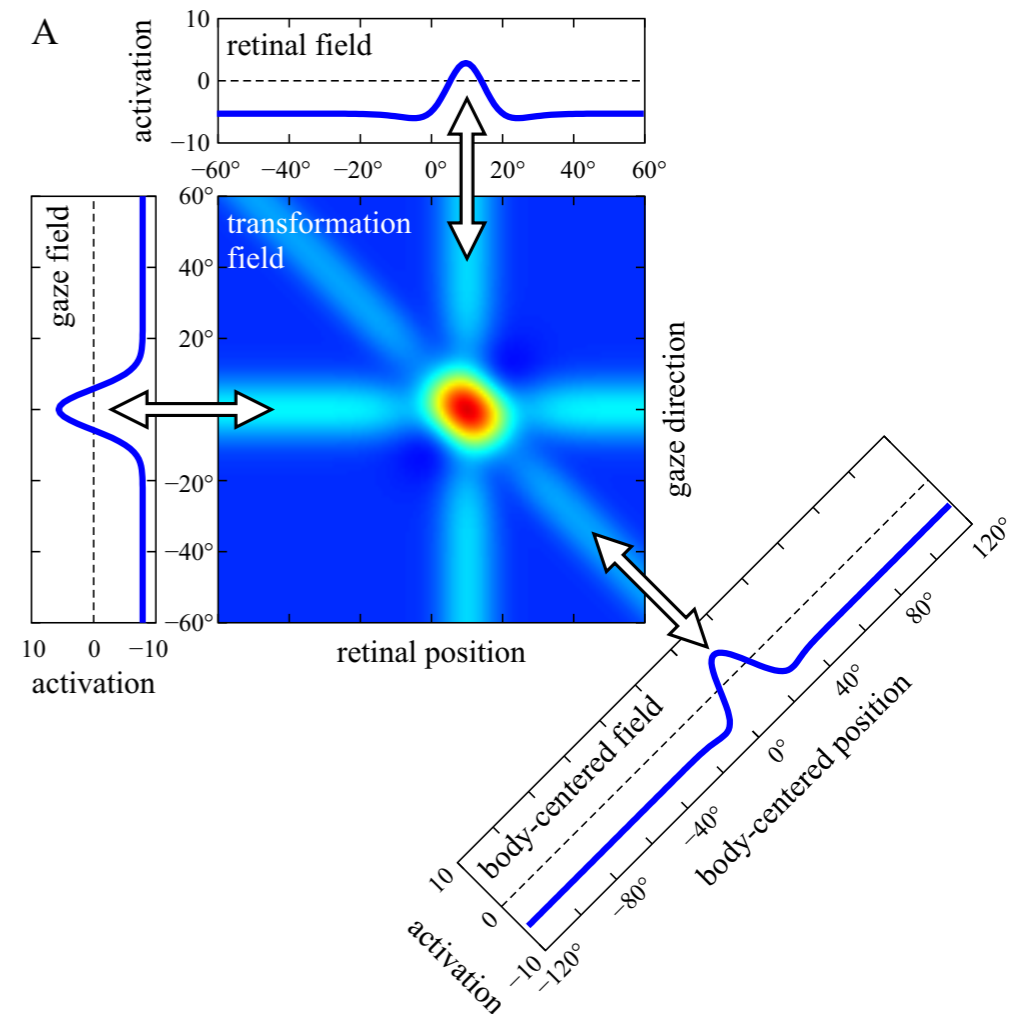 A
activation
10
0
−10
retinal field
−60° −40° −20° 0° 20° 40° 60°
gaze field
10 0 −10
activation
60°
40°
20°
−20°
−40°
−60°
transformation
field
retinal position
gaze direction
body-centered field
10
0
−10
activation
−120°
−80°
−40°
0°
40°
80°
120°
body-centered position